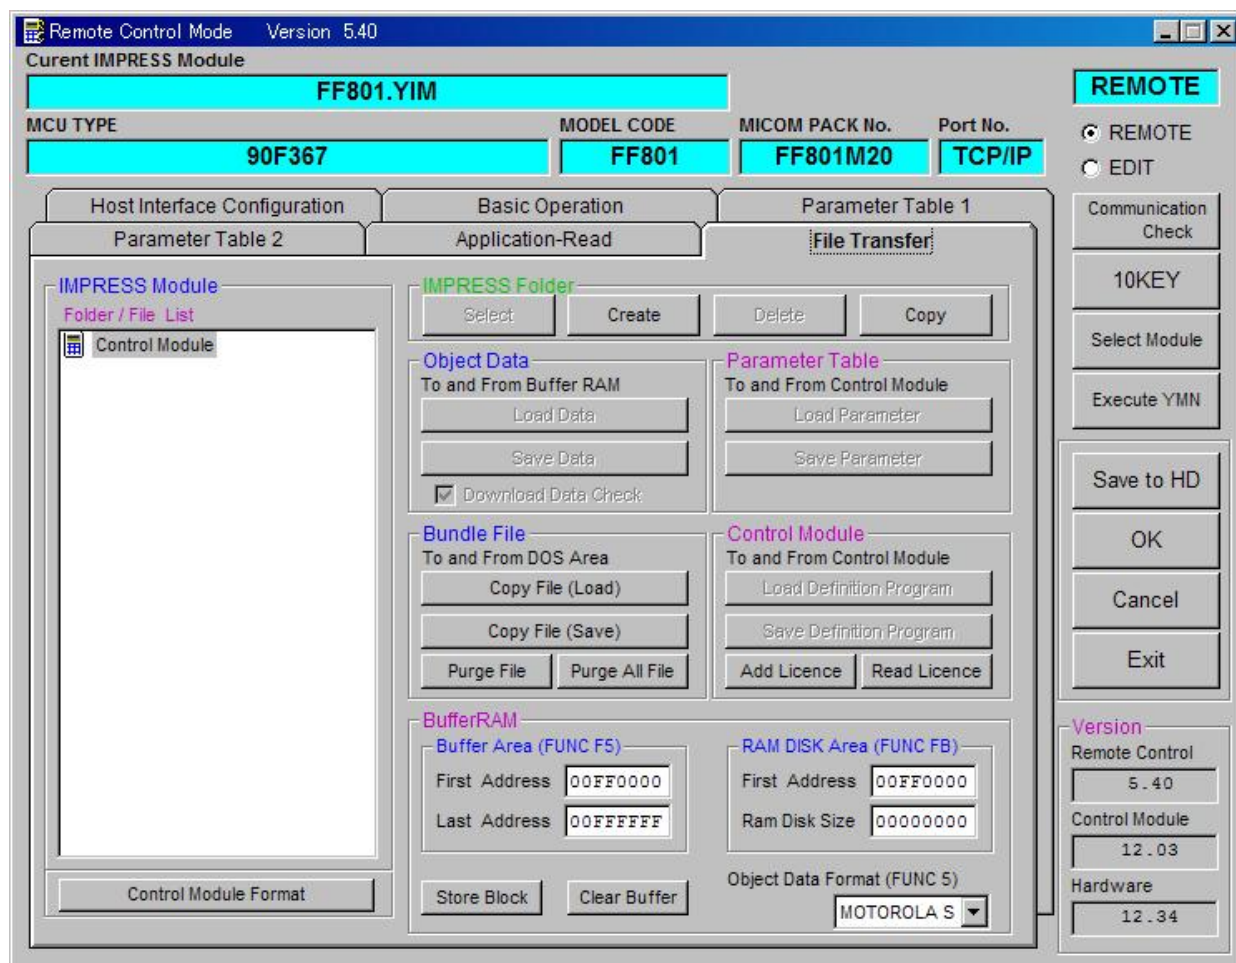 Remote Control Mode Version 5.40
Curent IMPRESS Module
FF801.YIM
REMOTE
MCU TYPE MODEL CODE MICOM PACK No. Port No.
90F367 FF801 FF801M20 TCP/IP
REMOTE
EDIT
Host Interface Configuration Basic Operation Parameter Table 1
Parameter Table 2 Application-Read File Transfer
Communication
Check
10KEY
Select Module
Execute YMN
IMPRESS Module
Folder / File List
Control Module
Control Module Format
IMPRESS Folder
Select Create Delete Copy
Object Data
To and From Buffer RAM
Load Data
Save Data
Download Data Check
Parameter Table
To and From Control Module
Load Parameter
Save Parameter
Bundle File
To and From DOS Area
Copy File (Load)
Copy File (Save)
Purge File Purge All File
Control Module
To and From Control Module
Load Definition Program
Save Definition Program
Add Licence Read Licence
BufferRAM
Buffer Area (FUNC F5)
First Address 00FF0000
Last Address 00FFFFFF
RAM DISK Area (FUNC FB)
First Address 00FF0000
Ram Disk Size 00000000
Store Block Clear Buffer
Object Data Format (FUNC 5)
MOTOROLA S
Save to HD
OK
Cancel
Exit
Version
Remote Control
5.40
Control Module
12.03
Hardware
12.34